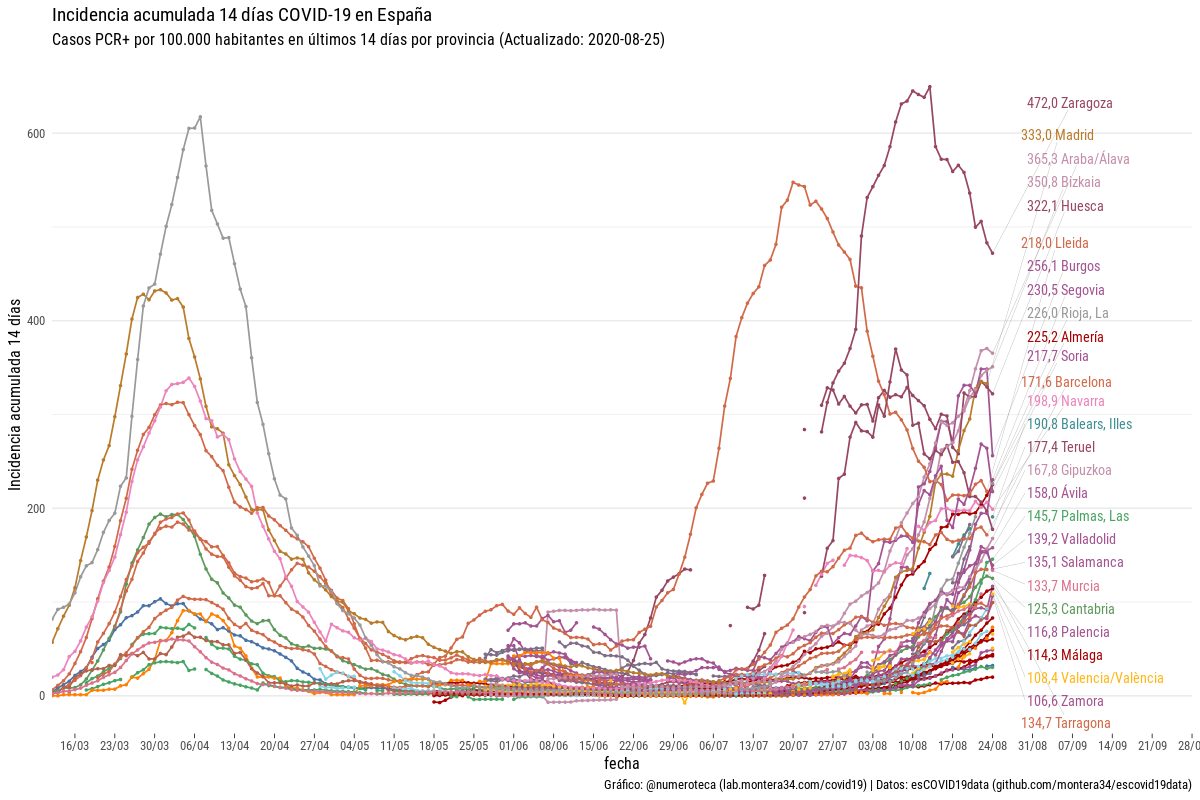 Incidencia acumulada 14 días COVID-19 en España
Casos PCR+ por 100.000 habitantes en últimos 14 días por provincia (Actualizado: 2020-08-25)
Incidencia acumulada 14 días
600
400
200
0
472,0 Zaragoza
333,0 Madrid
365,3 Araba/Álava
350,8 Bizkaia
322,1 Huesca
218,0 Lleida
256,1 Burgos
230,5 Segovia
226,0 Rioja, La
225,2 Almería
217,7 Soria
171,6 Barcelona
198,9 Navarra
190,8 Balears, Illes
177,4 Teruel
167,8 Gipuzkoa
158,0 Ávila
145,7 Palmas, Las
139,2 Valladolid
135,1 Salamanca
133,7 Murcia
125,3 Cantabria
116,8 Palencia
114,3 Málaga
108,4 Valencia/València
106,6 Zamora
134,7 Tarragona
16/03 23/03 30/03 06/04 13/04 20/04 27/04 04/05 11/05 18/05 25/05 01/06 08/06 15/06 22/06 29/06 06/07 13/07 20/07 27/07 03/08 10/08 17/08 24/08 31/08 07/09 14/09 21/09 28/0
fecha
Gráfico: @numeroteca (lab.montera34.com/covid19) | Datos: esCOVID19data (github.com/montera34/escovid19data)